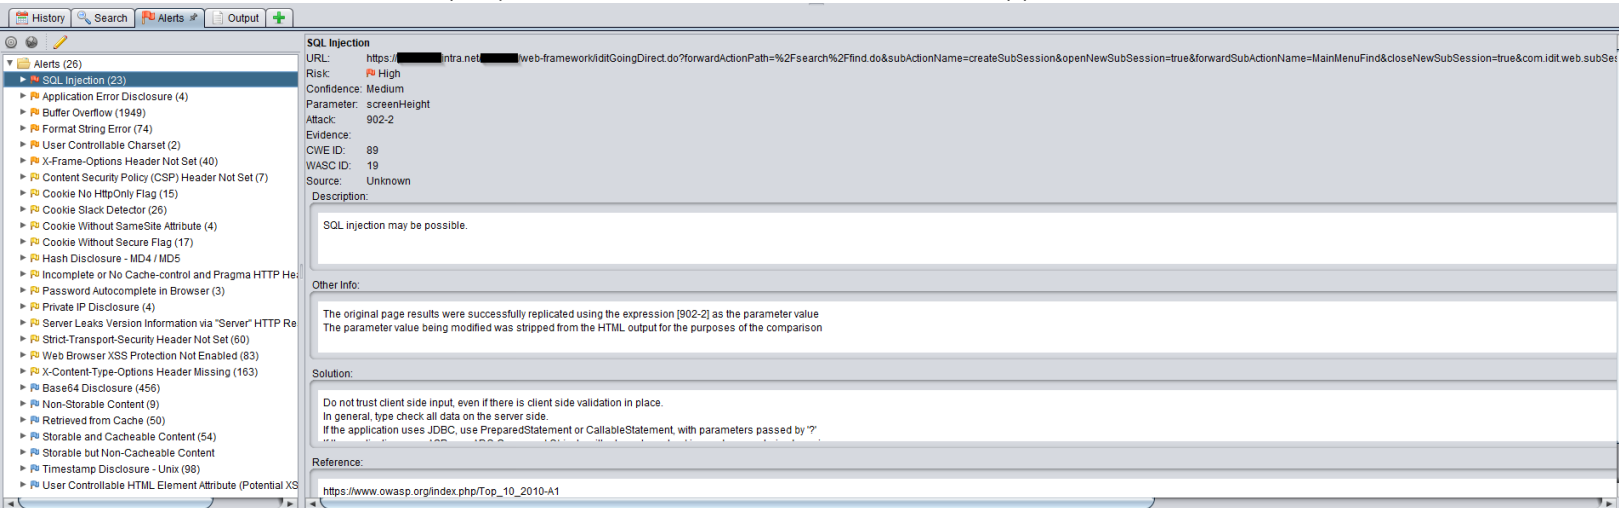 History Search Alerts Output
Alerts (26)
SQL Injection (23)
Application Error Disclosure (4)
Buffer Overflow (1949)
Format String Error (74)
User Controllable Charset (2)
X-Frame-Options Header Not Set (40)
Content Security Policy (CSP) Header Not Set (7)
Cookie No HttpOnly Flag (15)
Cookie Slack Detector (26)
Cookie Without SameSite Attribute (4)
Cookie Without Secure Flag (17)
Hash Disclosure - MD4 / MD5
Incomplete or No Cache-control and Pragma HTTP Hea
Password Autocomplete in Browser (3)
Private IP Disclosure (4)
Server Leaks Version Information via "Server" HTTP Re
Strict-Transport-Security Header Not Set (60)
Web Browser XSS Protection Not Enabled (83)
X-Content-Type-Options Header Missing (163)
Base64 Disclosure (456)
Non-Storable Content (9)
Retrieved from Cache (50)
Storable and Cacheable Content (54)
Storable but Non-Cacheable Content
Timestamp Disclosure - Unix (98)
User Controllable HTML Element Attribute (Potential XS
SQL Injection
URL: https:// intra.net/ /web-framework/iditGoingDirect.do?forwardActionPath=%2Fsearch%2Ffind.do&subActionName=createSubSession&openNewSubSession=true&forwardSubActionName=MainMenuFind&closeNewSubSession=true&com.idit.web.subSes
Risk: High
Confidence: Medium
Parameter: screenHeight
Attack: 902-2
Evidence:
CWE ID: 89
WASC ID: 19
Source: Unknown
Description:
SQL injection may be possible.
Other Info:
The original page results were successfully replicated using the expression [902-2] as the parameter value
The parameter value being modified was stripped from the HTML output for the purposes of the comparison
Solution:
Do not trust client side input, even if there is client side validation in place.
In general, type check all data on the server side.
If the application uses JDBC, use PreparedStatement or CallableStatement, with parameters passed by '?'
Reference:
https://www.owasp.org/index.php/Top_10_2010-A1